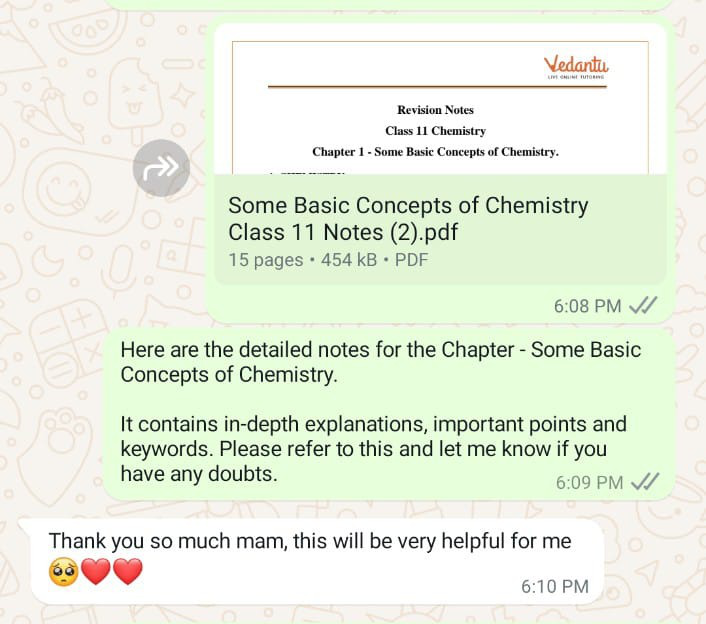 Vedantu
LIVE ONLINE TUTORING
Revision Notes
Class 11 Chemistry
Chapter 1 - Some Basic Concepts of Chemistry.
Some Basic Concepts of Chemistry
Class 11 Notes (2).pdf
15 pages • 454 kB • PDF
6:08 PM
Here are the detailed notes for the Chapter - Some Basic
Concepts of Chemistry.
It contains in-depth explanations, important points and
keywords. Please refer to this and let me know if you
have any doubts.
6:09 PM
Thank you so much mam, this will be very helpful for me
🥺❤️❤️
6:10 PM